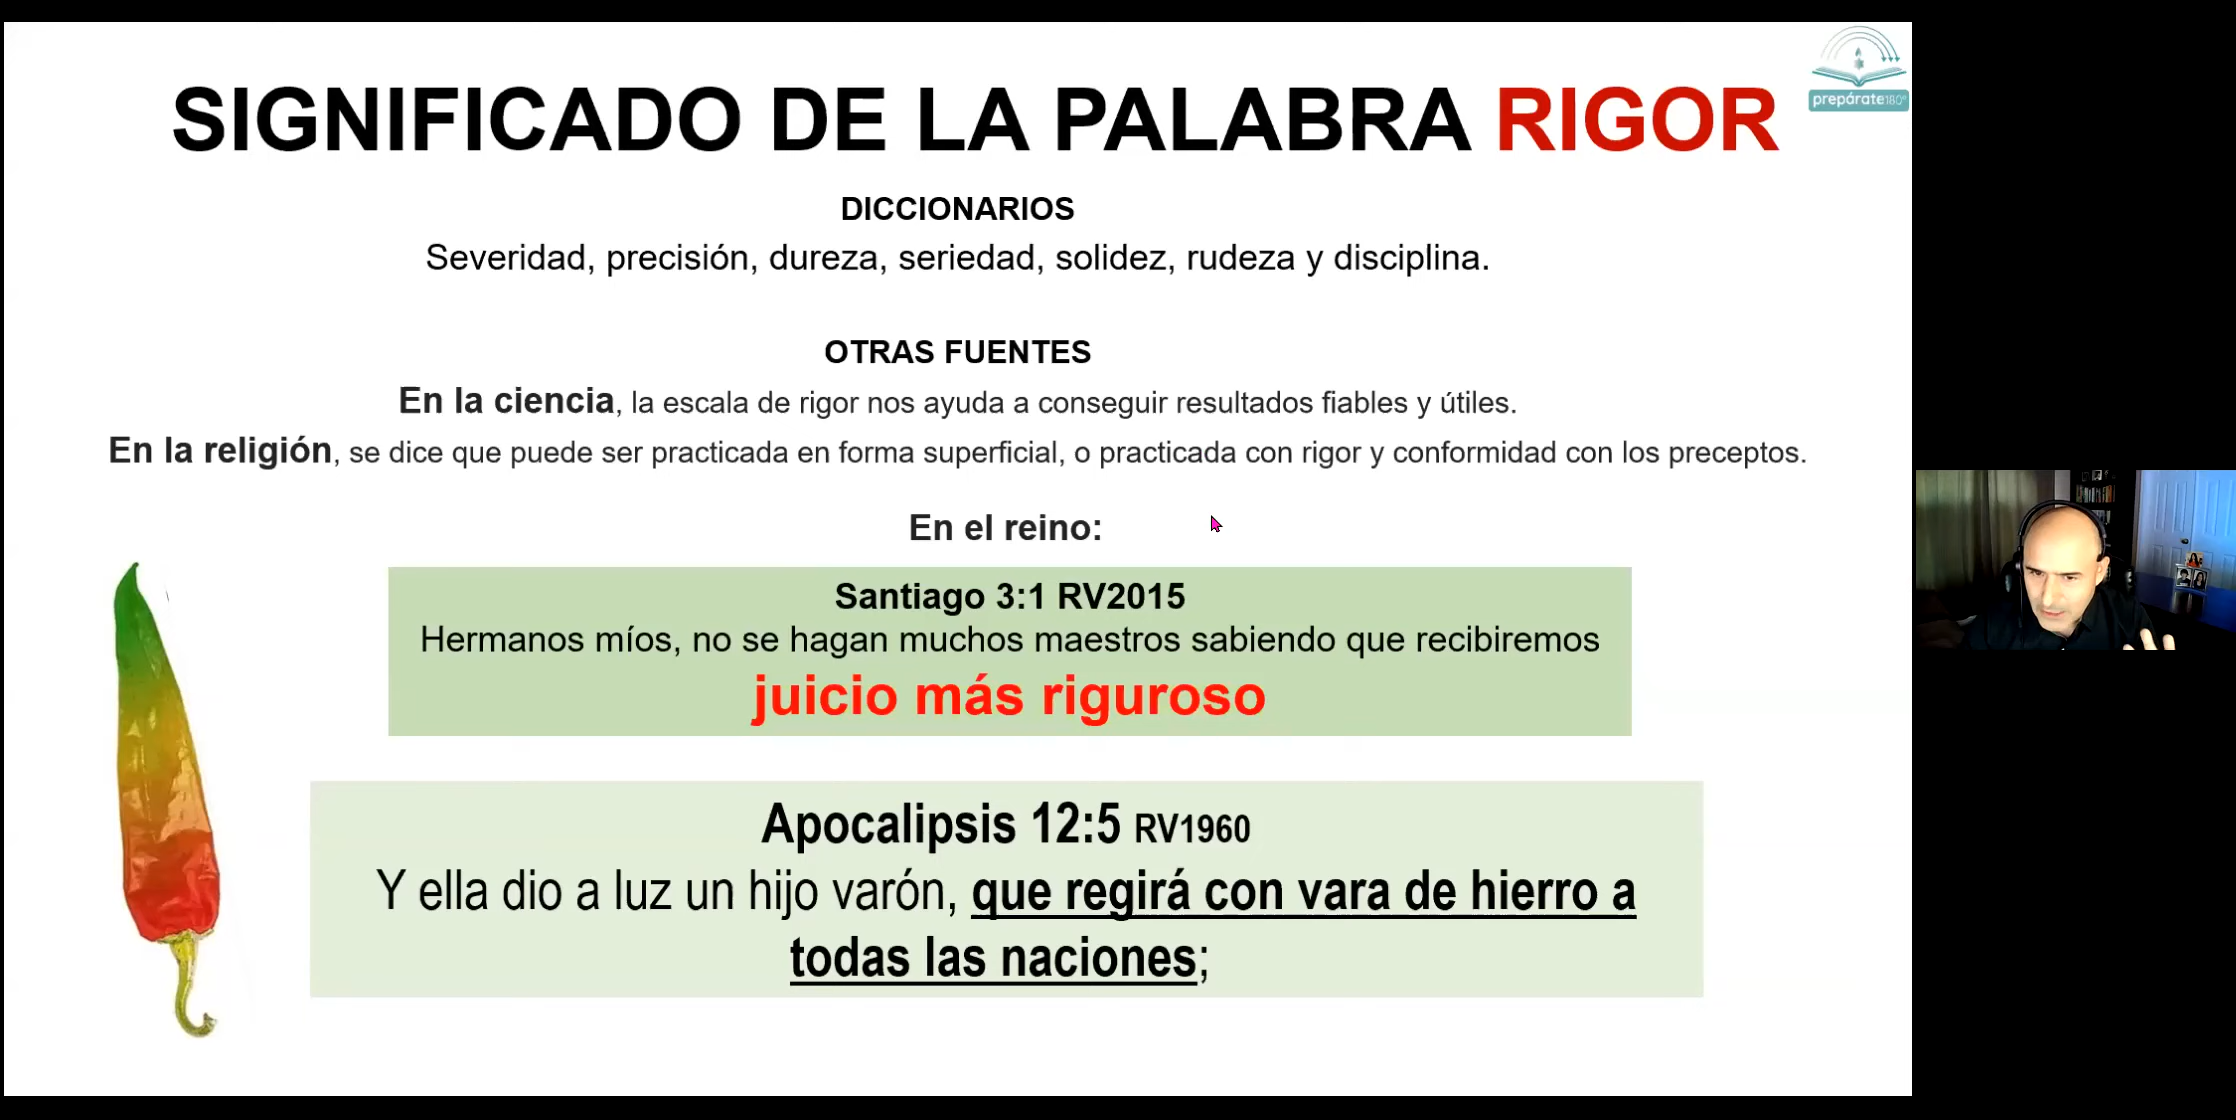 SIGNIFICADO DE LA PALABRA RIGOR
prepárate180°
DICCIONARIOS
Severidad, precisión, dureza, seriedad, solidez, rudeza y disciplina.
OTRAS FUENTES
En la ciencia, la escala de rigor nos ayuda a conseguir resultados fiables y útiles.
En la religión, se dice que puede ser practicada en forma superficial, o practicada con rigor y conformidad con los preceptos.
En el reino:
Santiago 3:1 RV2015
Hermanos míos, no se hagan muchos maestros sabiendo que recibiremos
juicio más riguroso
Apocalipsis 12:5 RV1960
Y ella dio a luz un hijo varón, que regirá con vara de hierro a
todas las naciones;